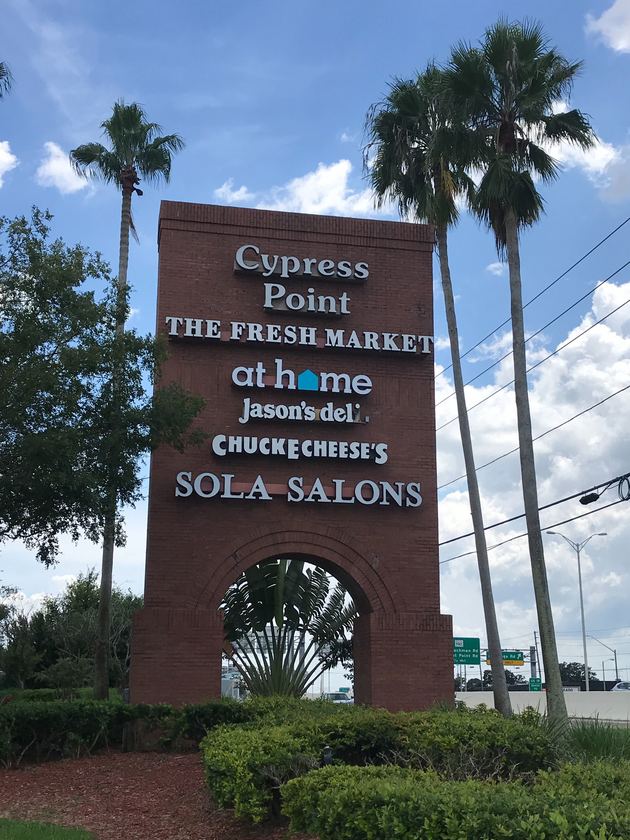 Cypress
Point
THE FRESH MARKET
at home
Jason's deli
CHUCK E CHEESE'S
SOLA SALONS